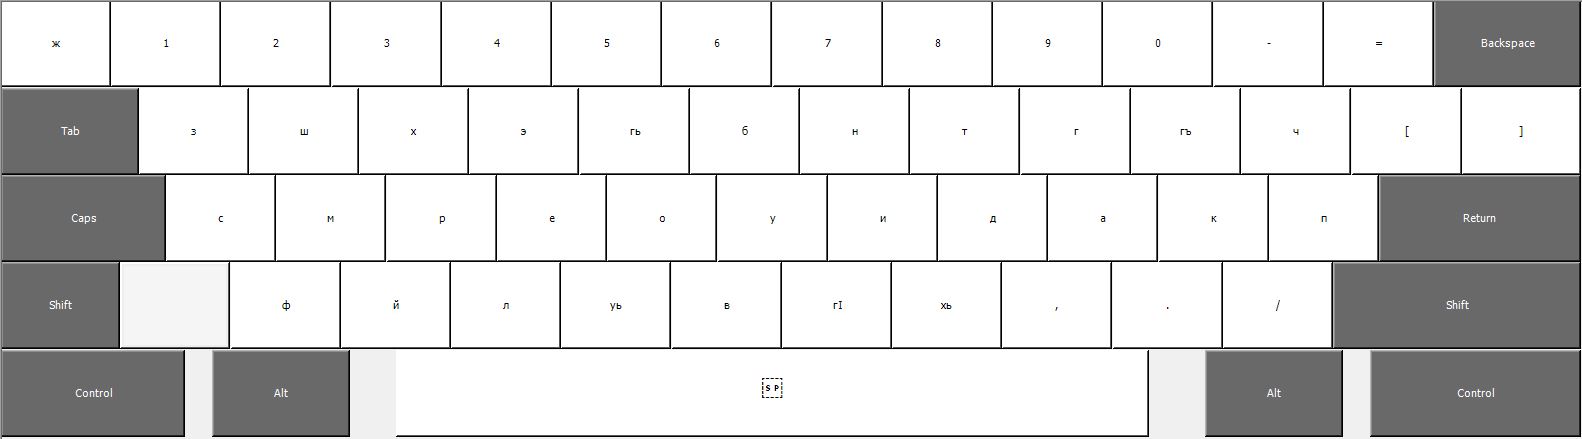 ж 1 2 3 4 5 6 7 8 9 0 - = Backspace
Tab з ш х э гь б н т г гъ ч [ ]
Caps с м р е о у и д а к п Return
Shift ф й л уь в гӀ хь , . / Shift
Control Alt SP Alt Control